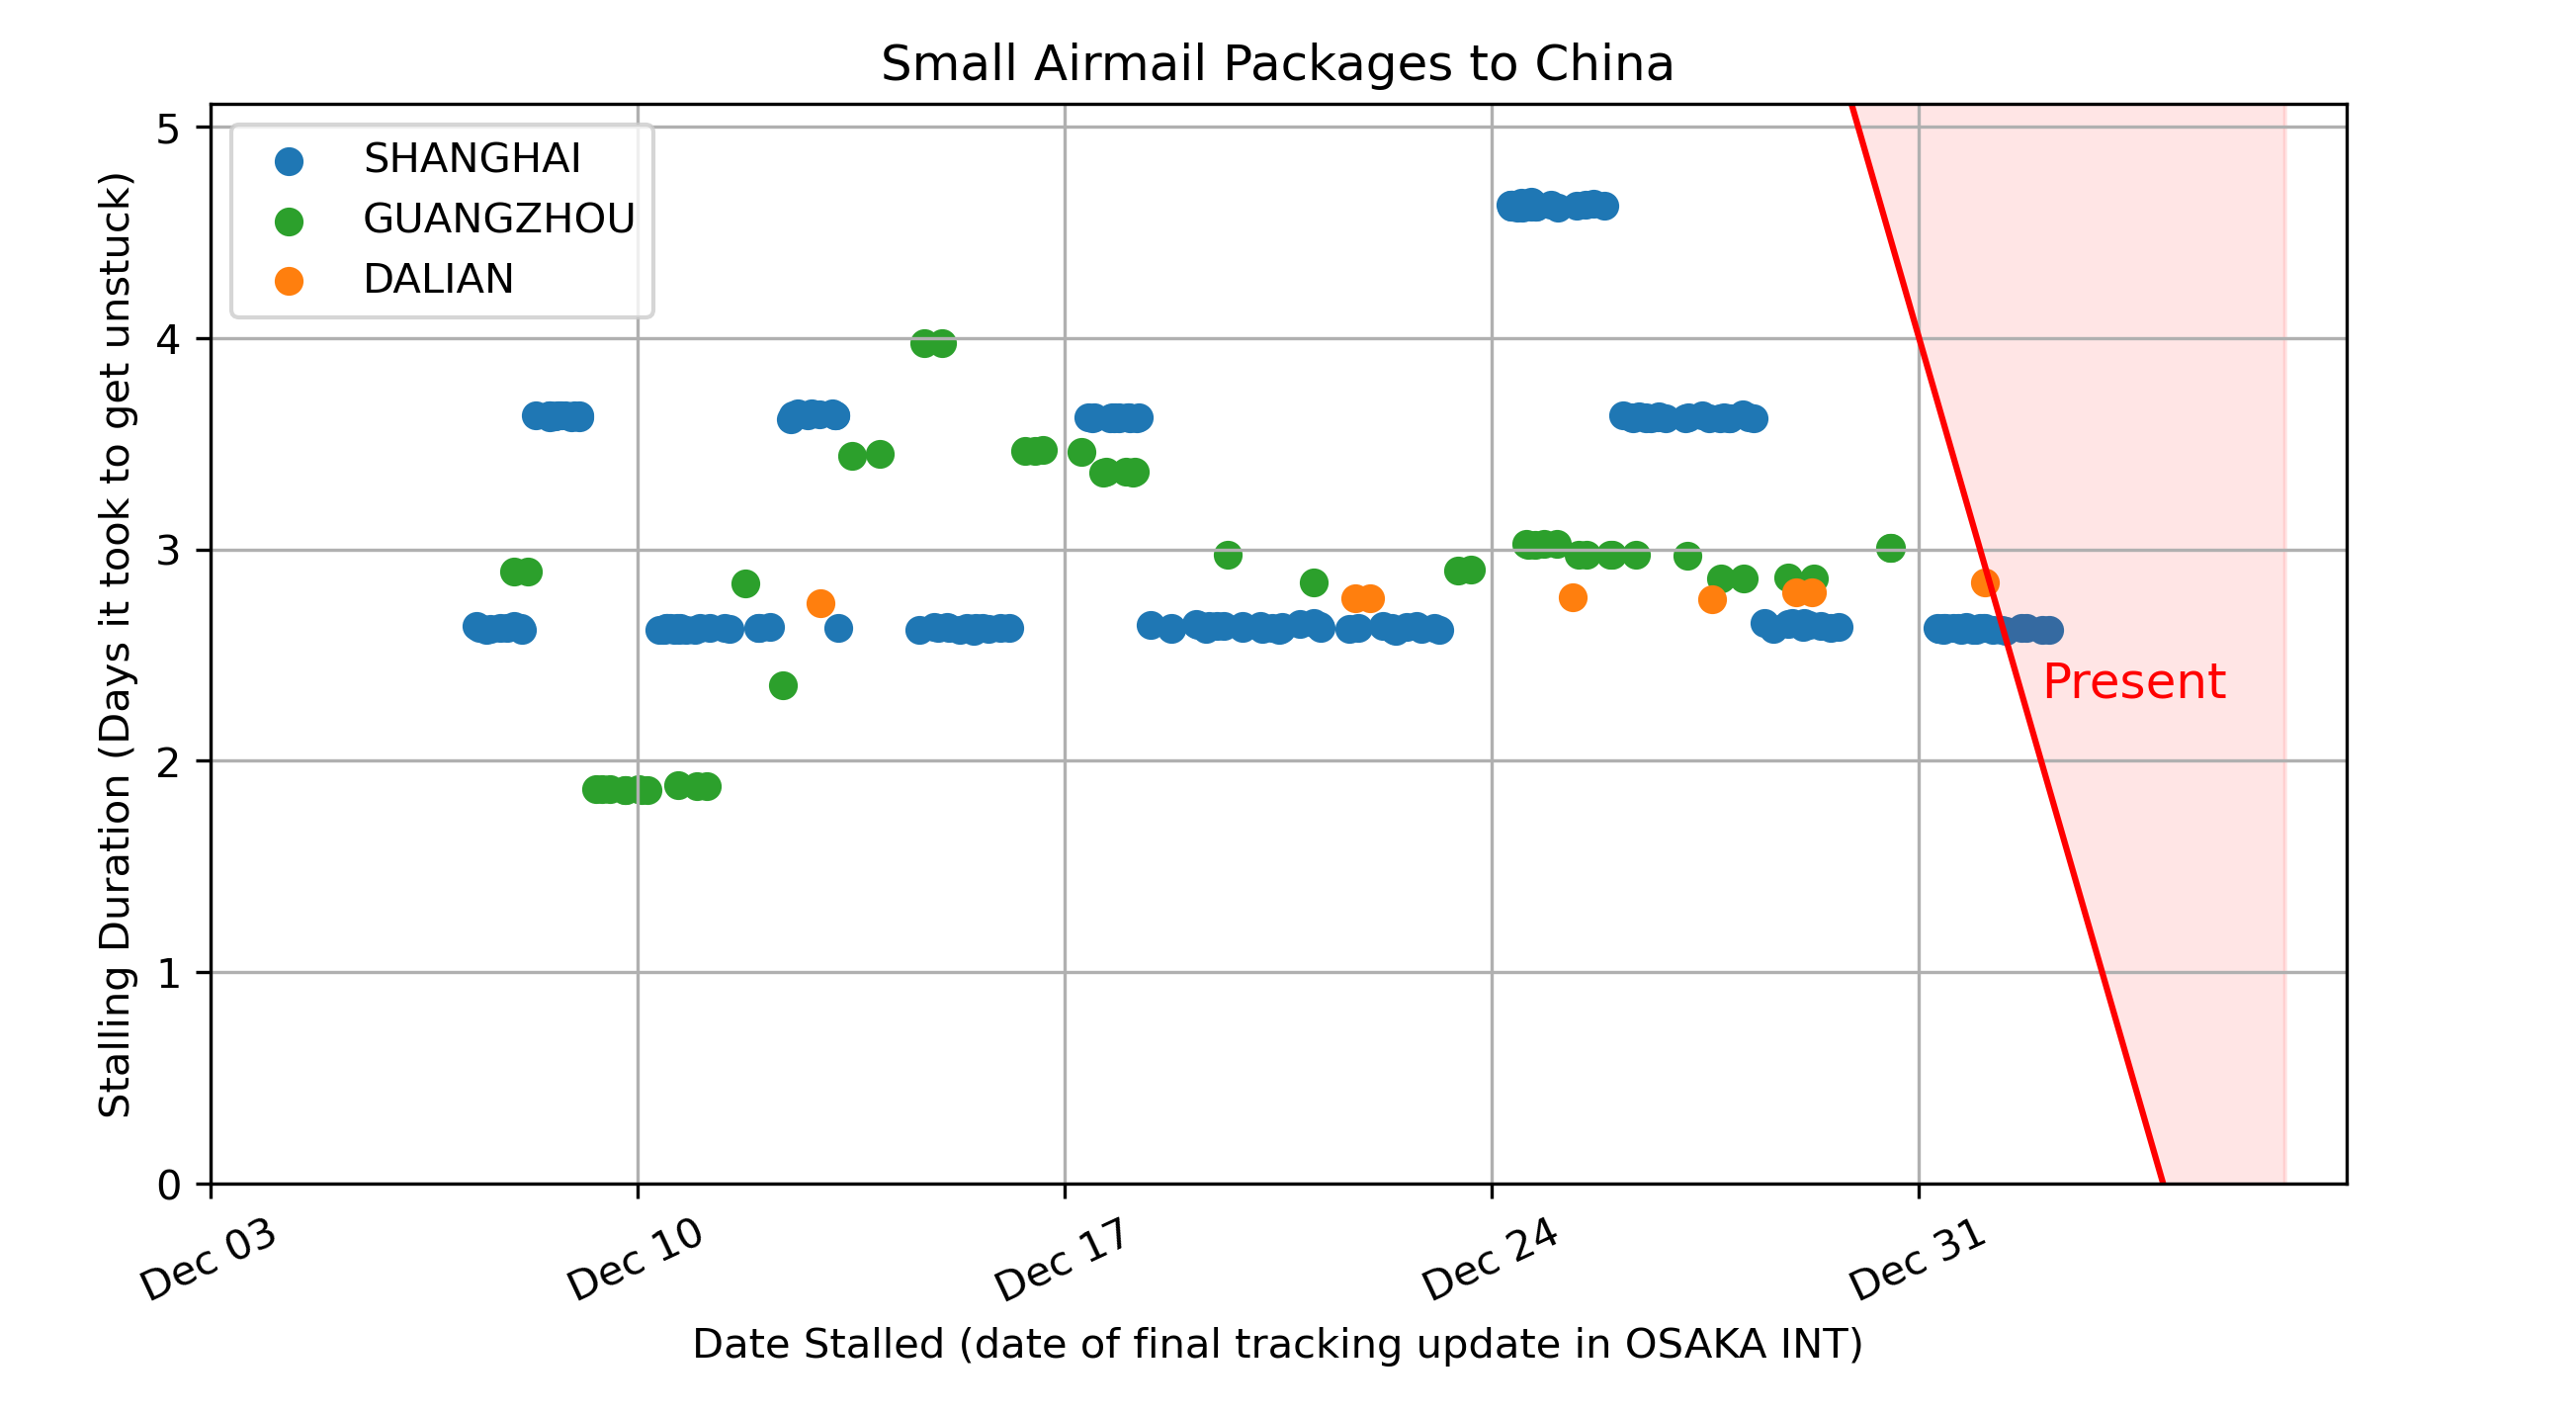 Small Airmail Packages to China
SHANGHAI
GUANGZHOU
DALIAN
Present
5
4
3
2
1
0
Stalling Duration (Days it took to get unstuck)
Dec 03
Dec 10
Dec 17
Dec 24
Dec 31
Date Stalled (date of final tracking update in OSAKA INT)